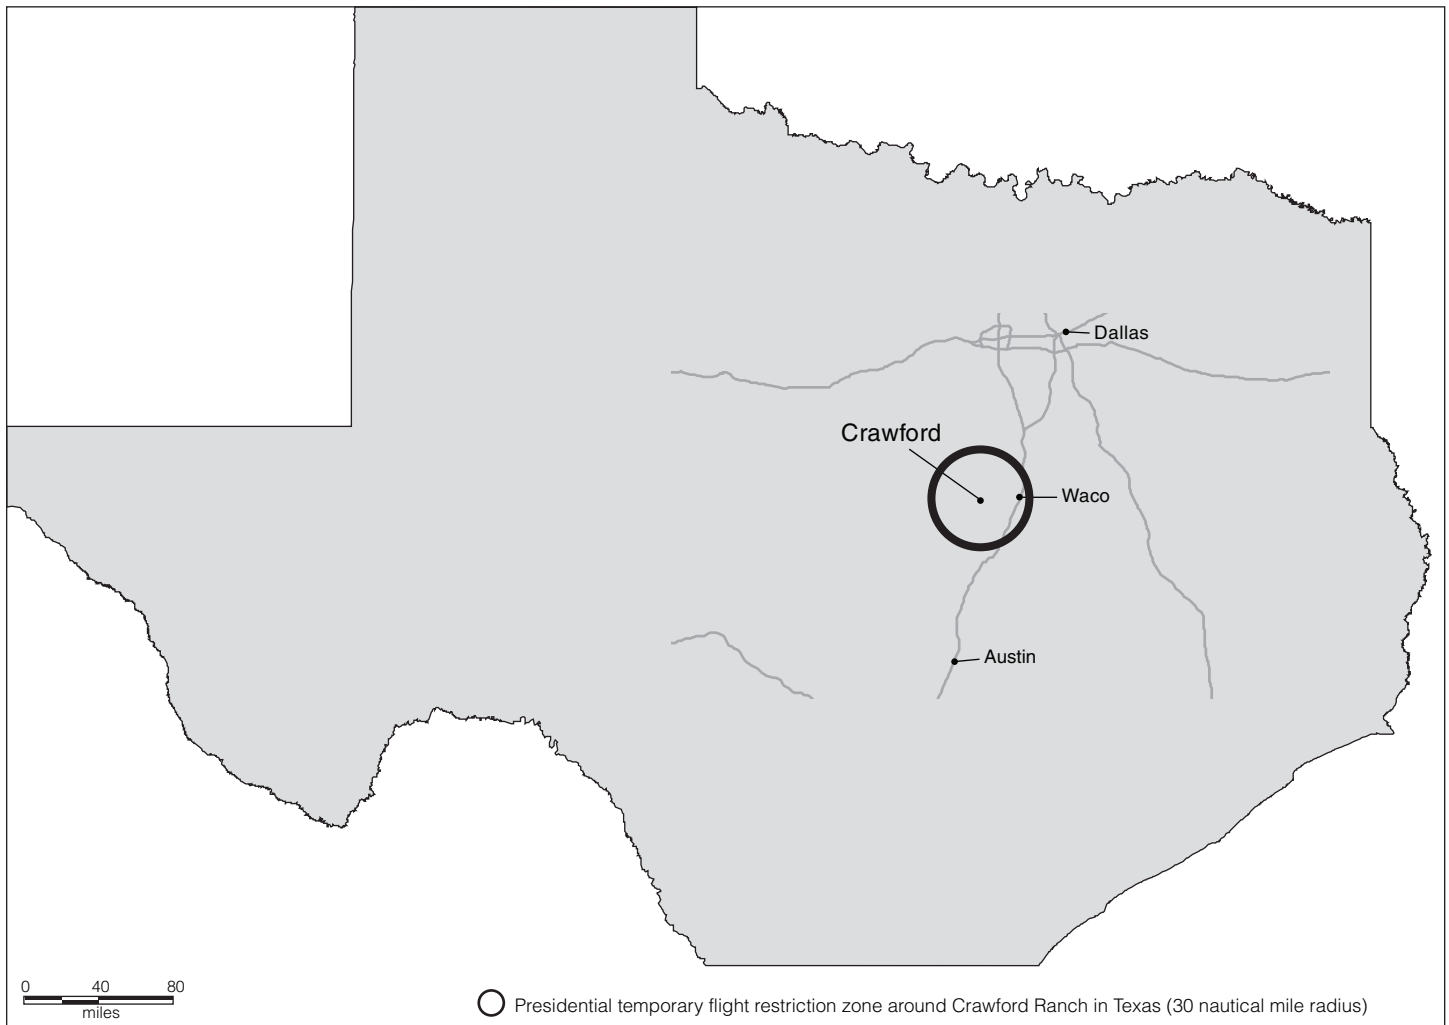 Dallas
Crawford
Waco
Austin
0 40 80
miles
Presidential temporary flight restriction zone around Crawford Ranch in Texas (30 nautical mile radius)